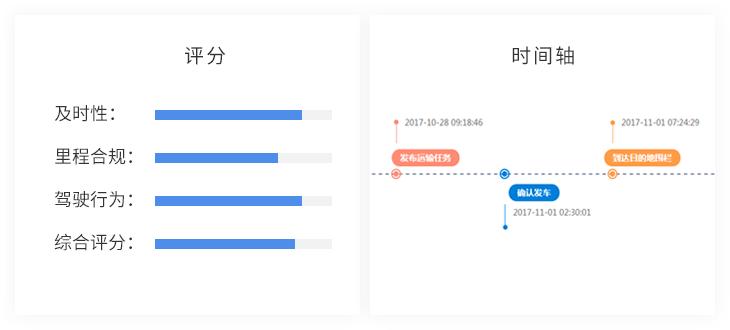 评分
及时性：
里程合规：
驾驶行为：
综合评分：
时间轴
2017-10-28 09:18:46
发布运输任务
确认发车
2017-11-01 02:30:01
2017-11-01 07:24:29
到达目的地围栏